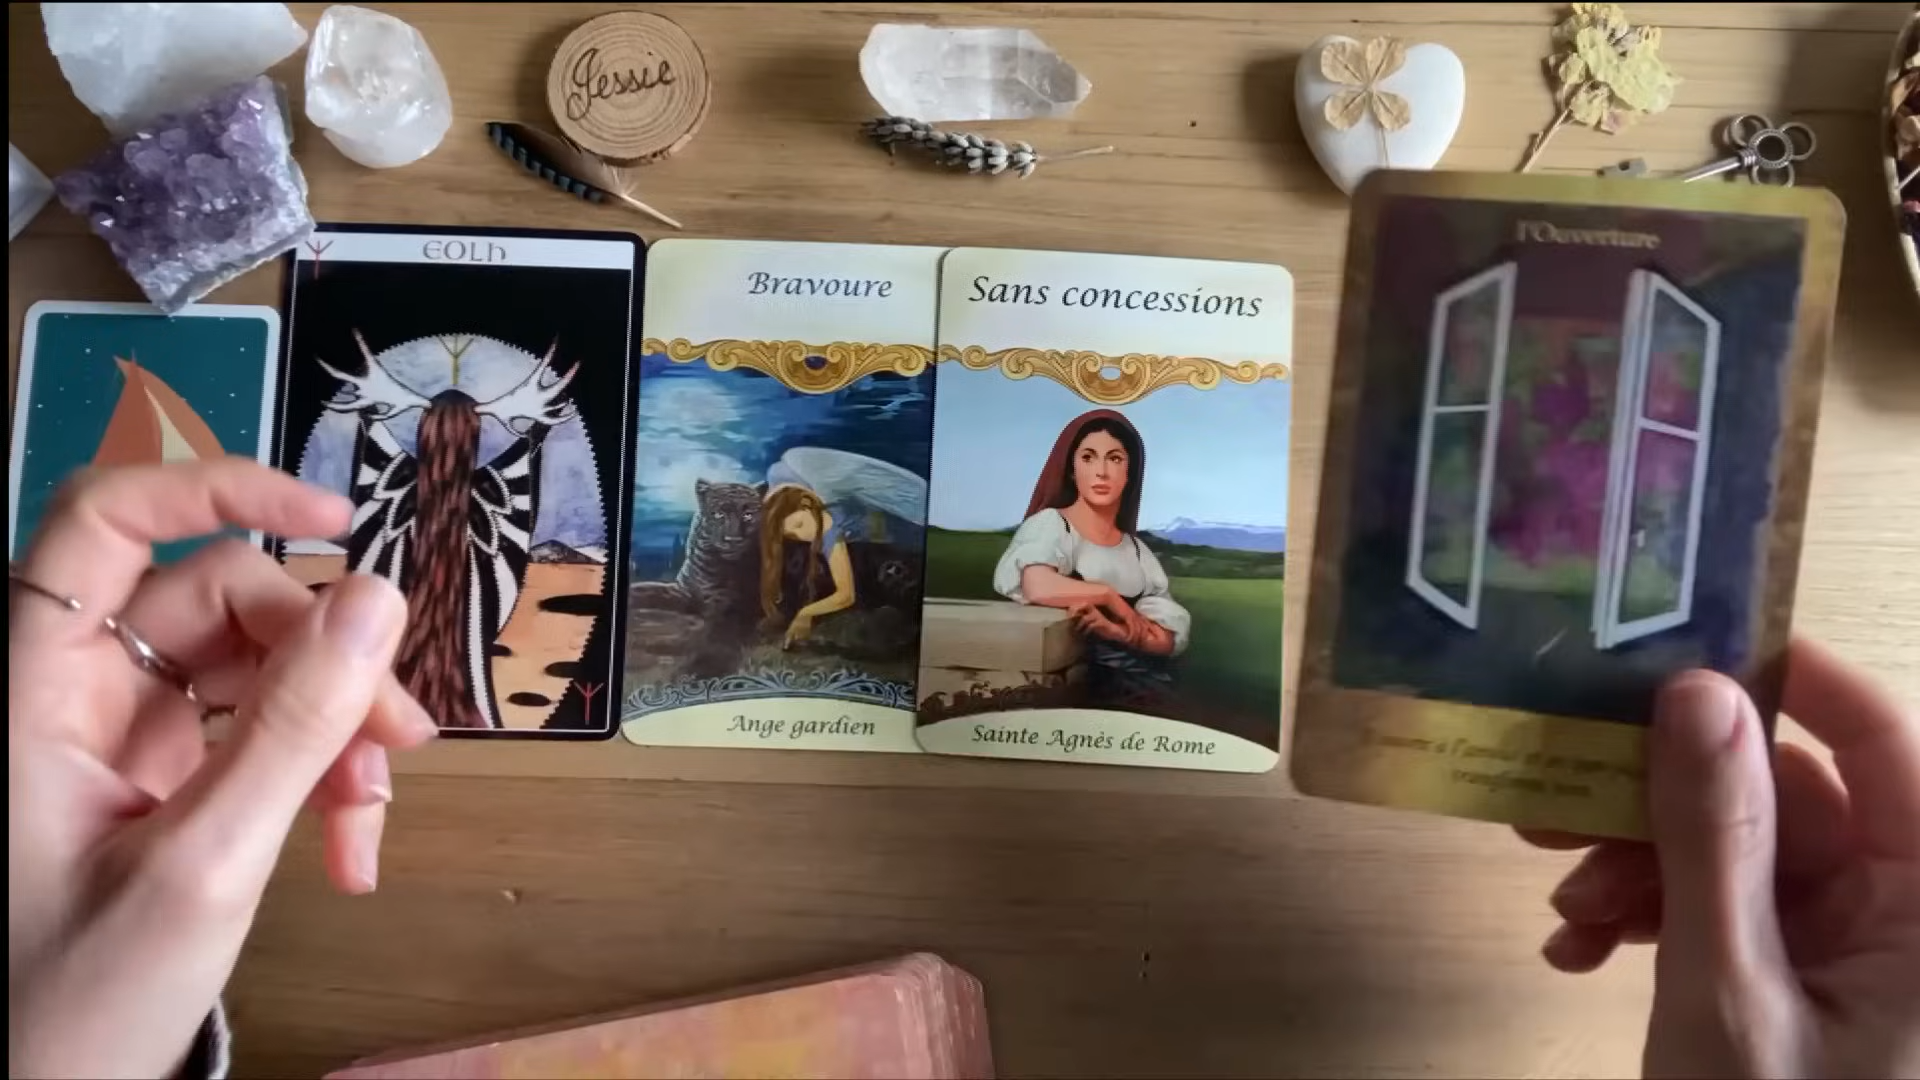 Jessie
EOLH
Bravoure
Sans concessions
l'Ouverture
Ange gardien
Sainte Agnès de Rome